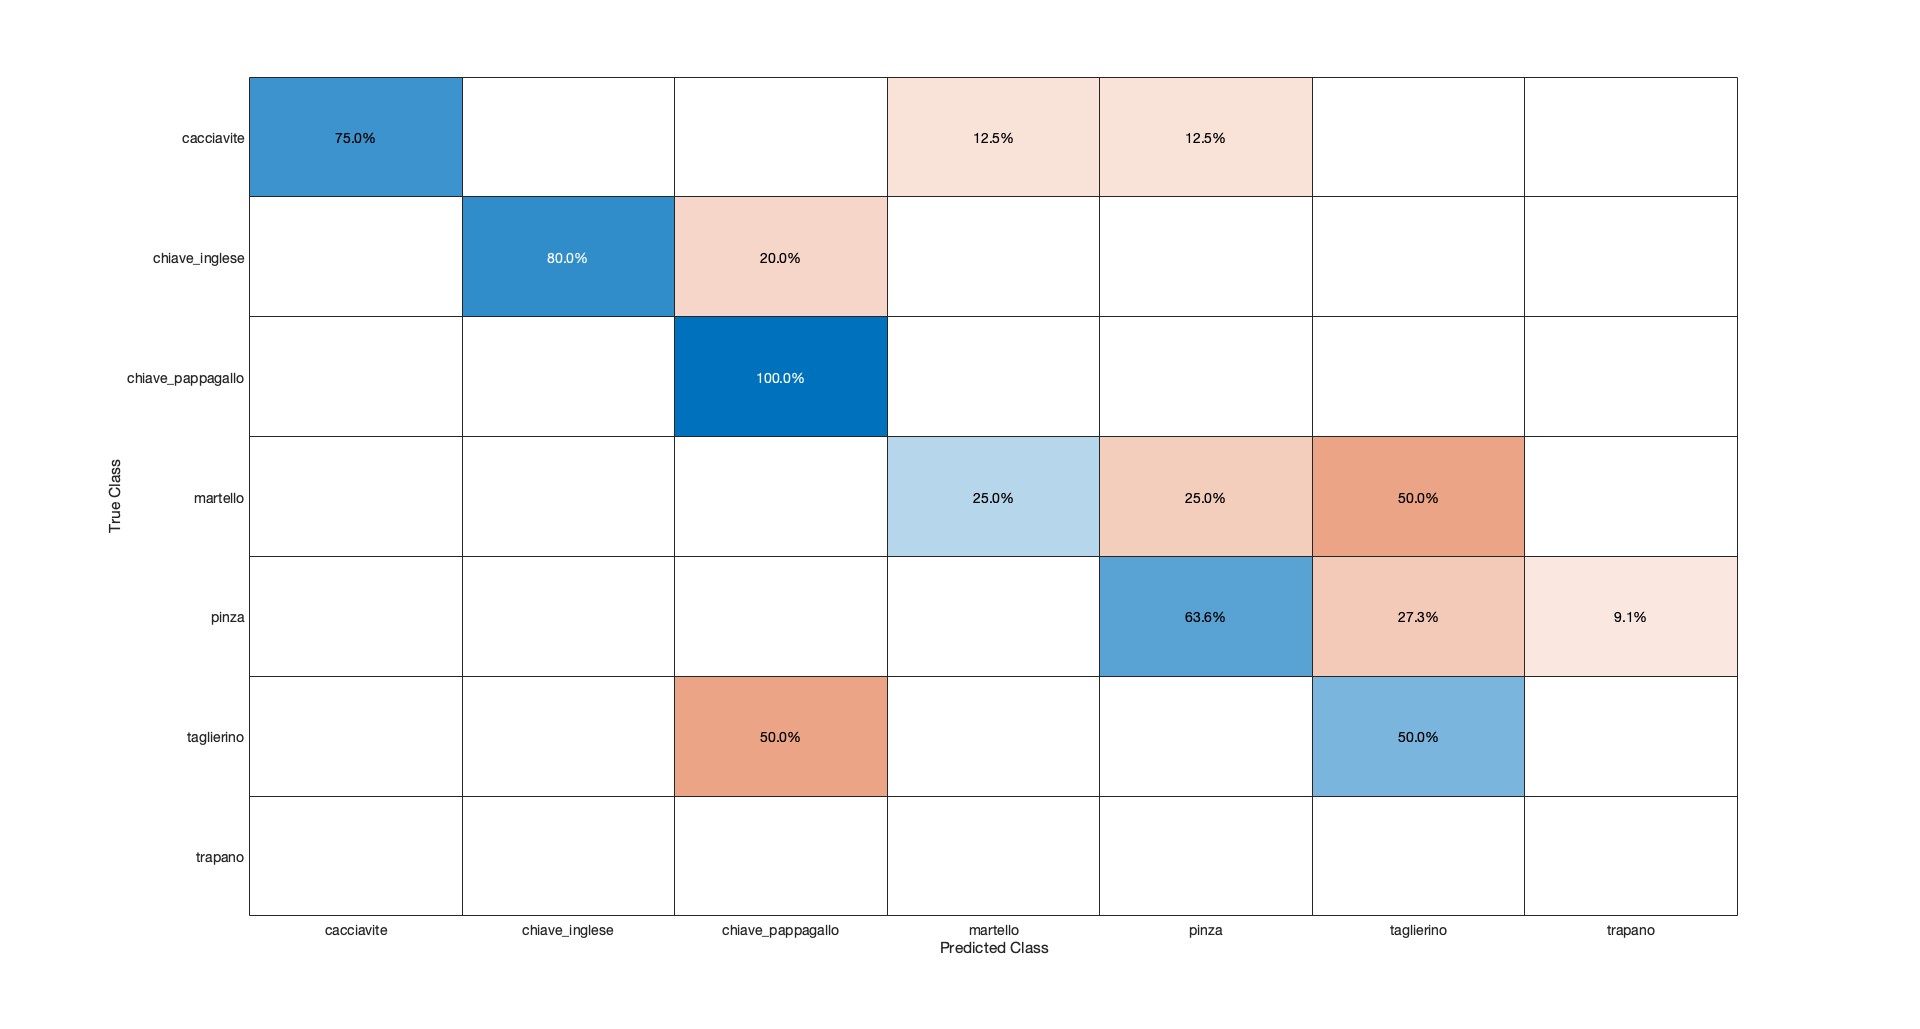 cacciavite 75.0% 12.5% 12.5%
chiave_inglese 80.0% 20.0%
chiave_pappagallo 100.0%
martello 25.0% 25.0% 50.0%
pinza 63.6% 27.3% 9.1%
taglierino 50.0% 50.0%
trapano
True Class
cacciavite chiave_inglese chiave_pappagallo martello pinza taglierino trapano
Predicted Class